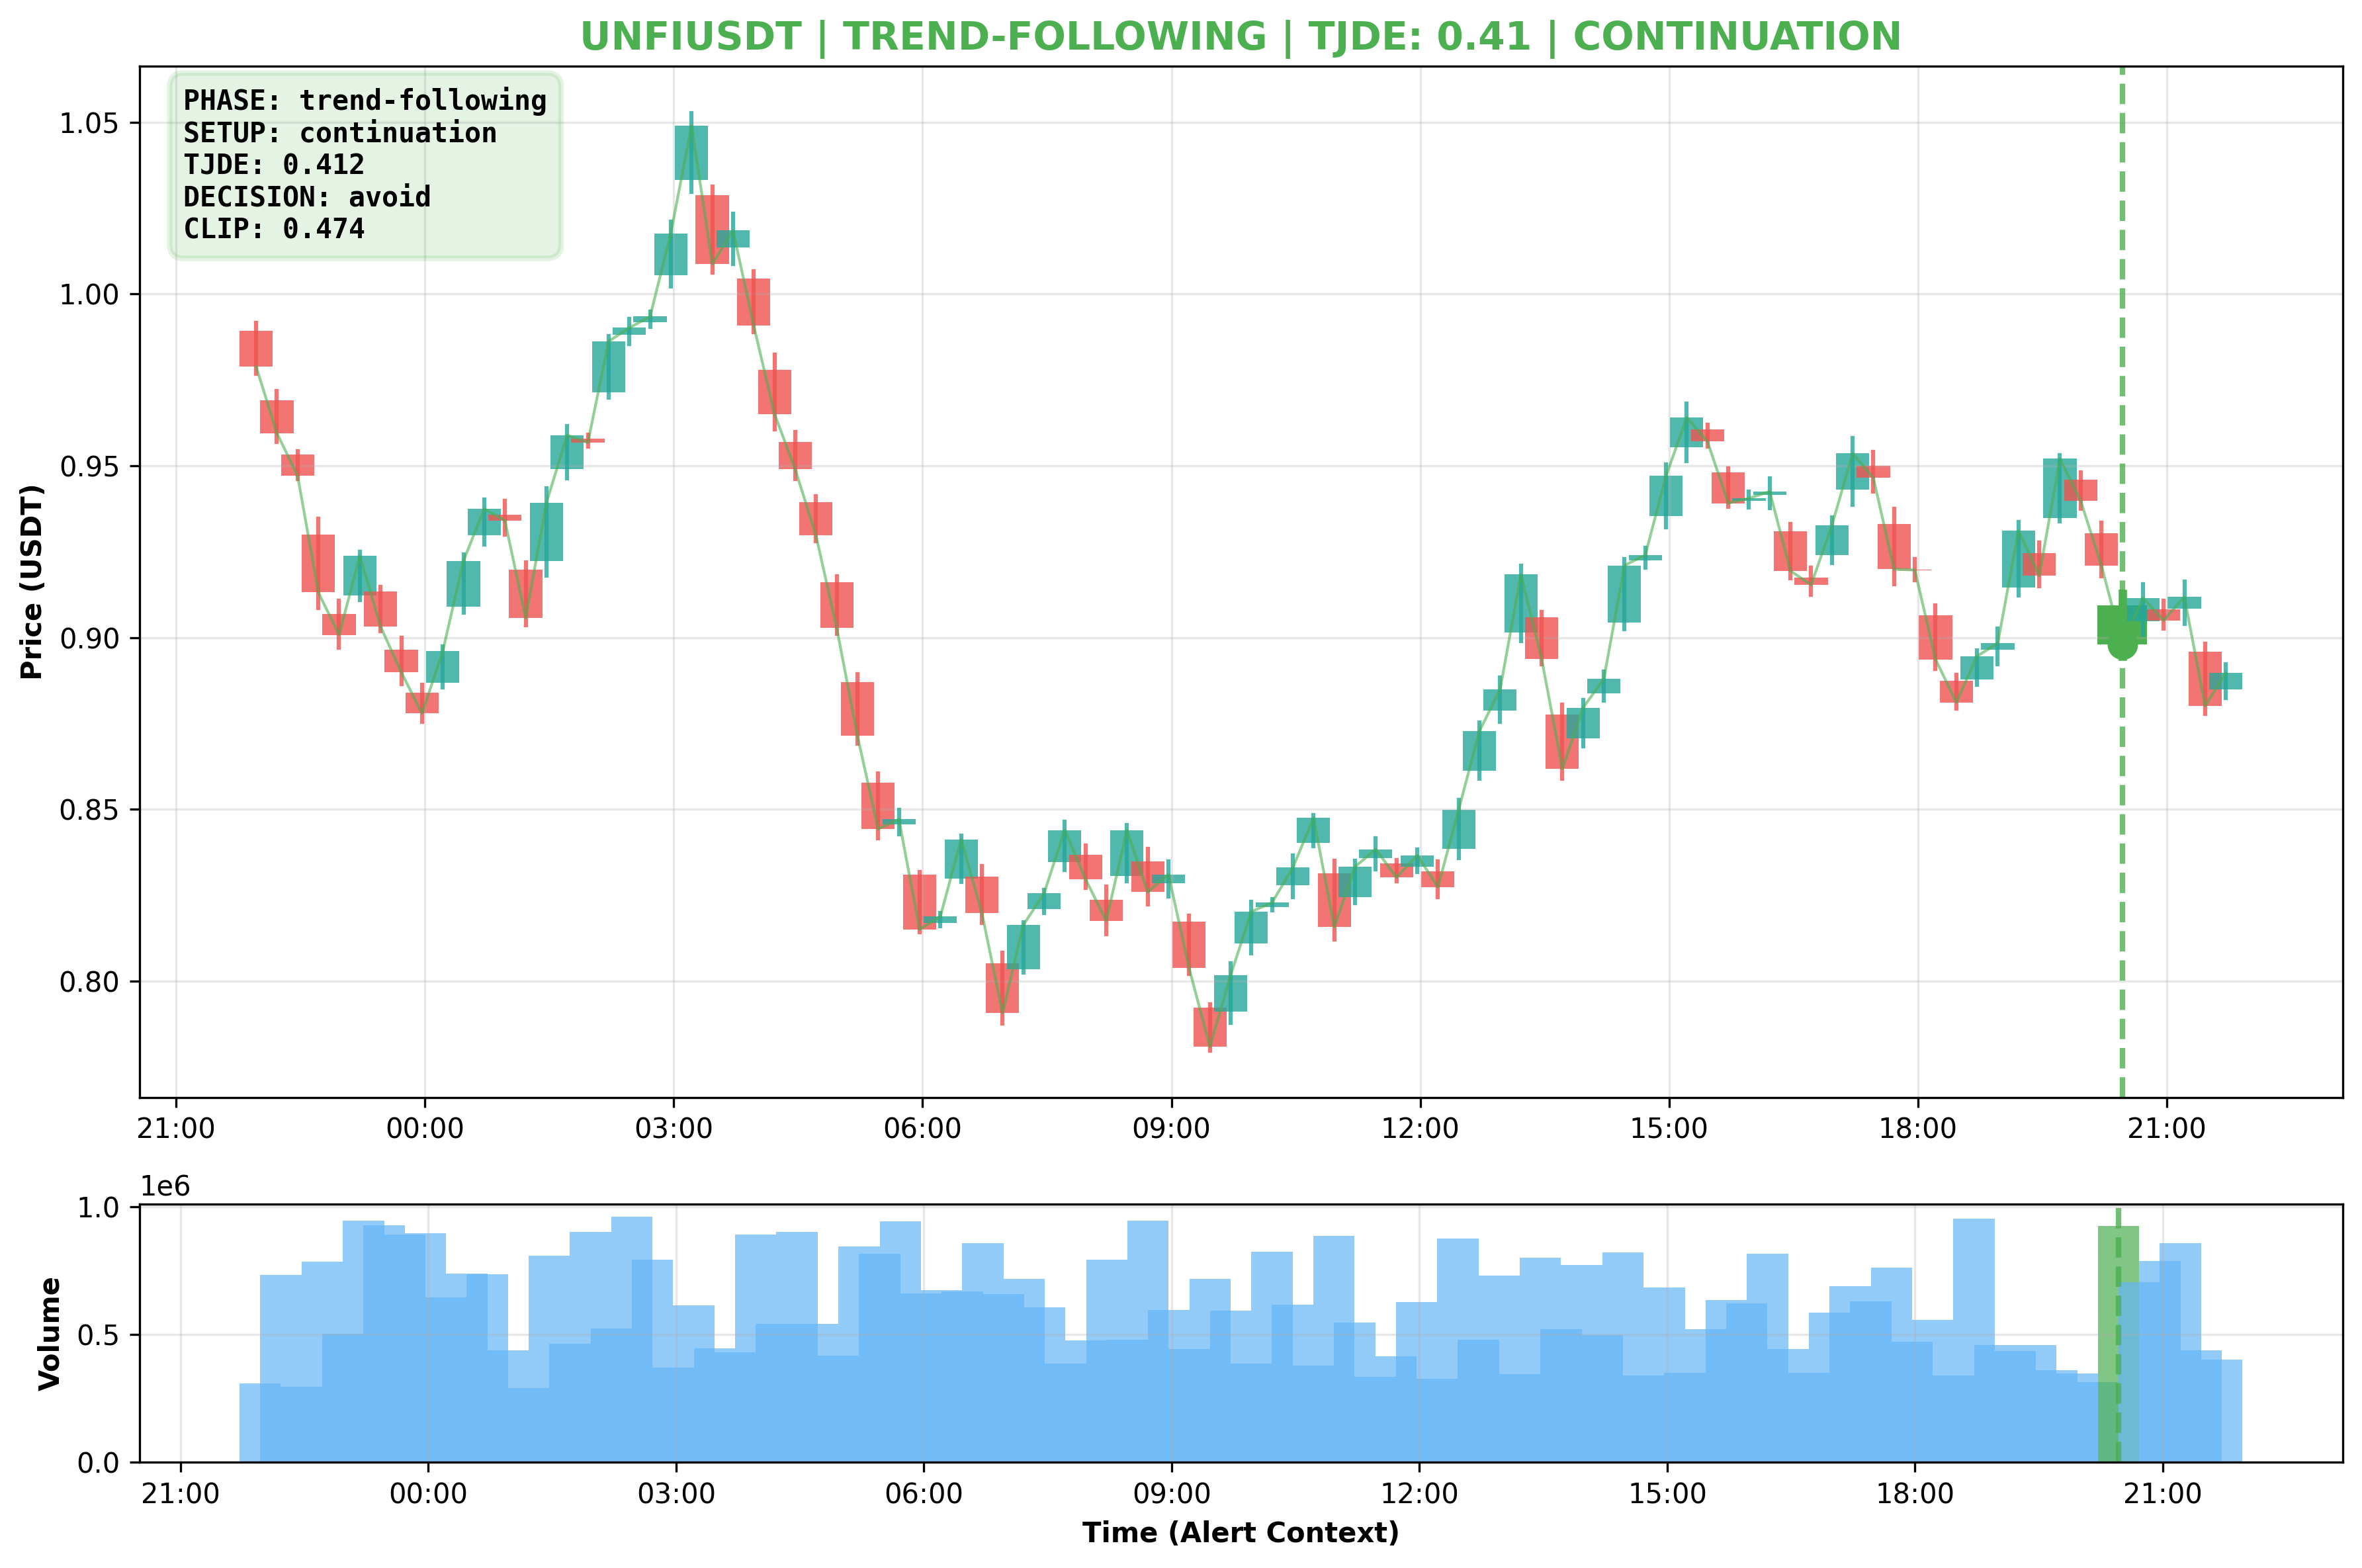 UNFIUSDT | TREND-FOLLOWING | TJDE: 0.41 | CONTINUATION
PHASE: trend-following
SETUP: continuation
TJDE: 0.412
DECISION: avoid
CLIP: 0.474
Price (USDT)
1.05
1.00
0.95
0.90
0.85
0.80
21:00 00:00 03:00 06:00 09:00 12:00 15:00 18:00 21:00
1e6
Volume
1.0
0.5
0.0
21:00 00:00 03:00 06:00 09:00 12:00 15:00 18:00 21:00
Time (Alert Context)